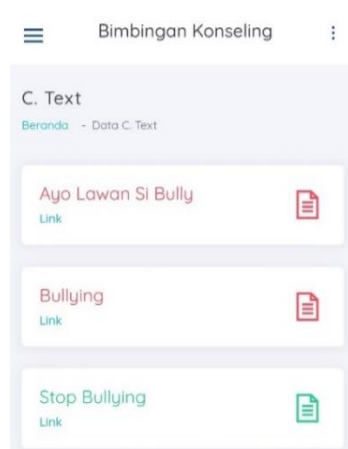 Bimbingan Konseling
C. Text
Beranda - Data C. Text
Ayo Lawan Si Bully
Link
Bullying
Link
Stop Bullying
Link